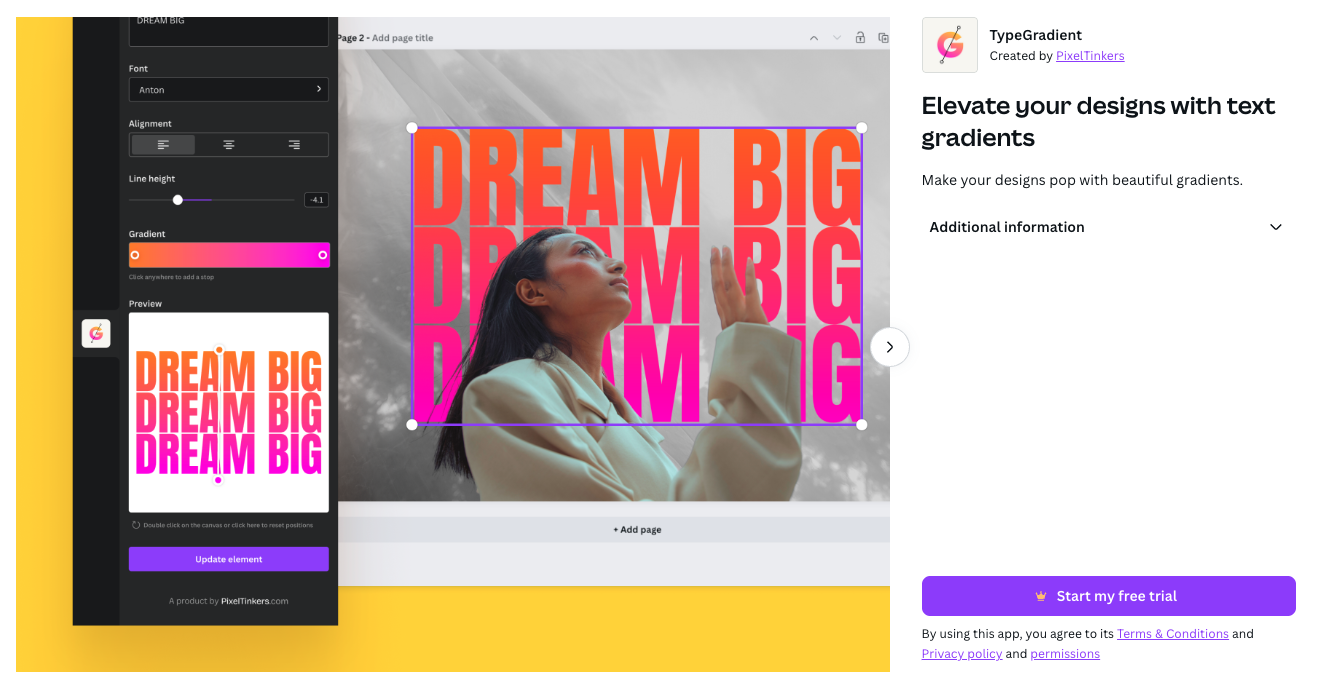 DREAM BIG
Font
Anton
Alignment
Line height
-4.1
Gradient
Click anywhere to add a stop
Preview
DREAM BIG
DREAM BIG
DREAM BIG
Double click on the canvas or click here to reset positions
Update element
A product by PixelTinkers.com
Page 2 - Add page title
DREAM BIG
DREAM BIG
DREAM BIG
+ Add page
TypeGradient
Created by PixelTinkers
Elevate your designs with text
gradients
Make your designs pop with beautiful gradients.
Additional information
Start my free trial
By using this app, you agree to its Terms & Conditions and
Privacy policy and permissions